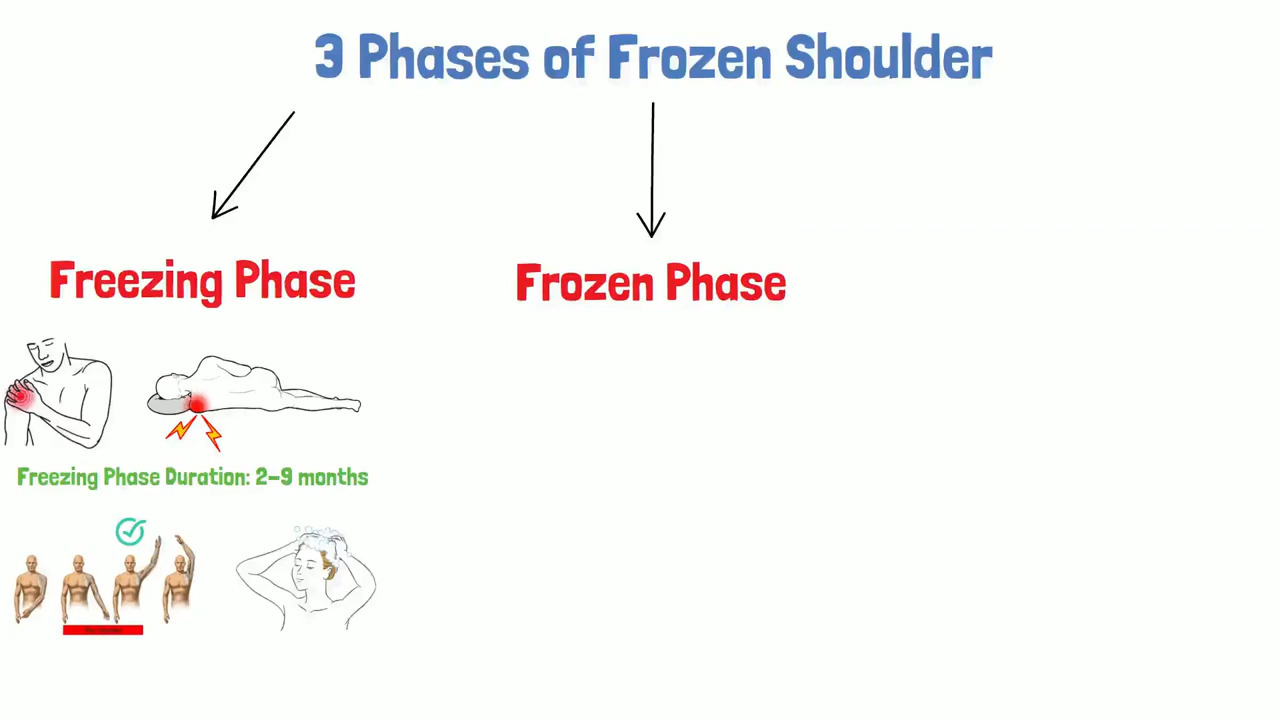 3 Phases of Frozen Shoulder
Freezing Phase
Frozen Phase
Freezing Phase Duration: 2-9 months